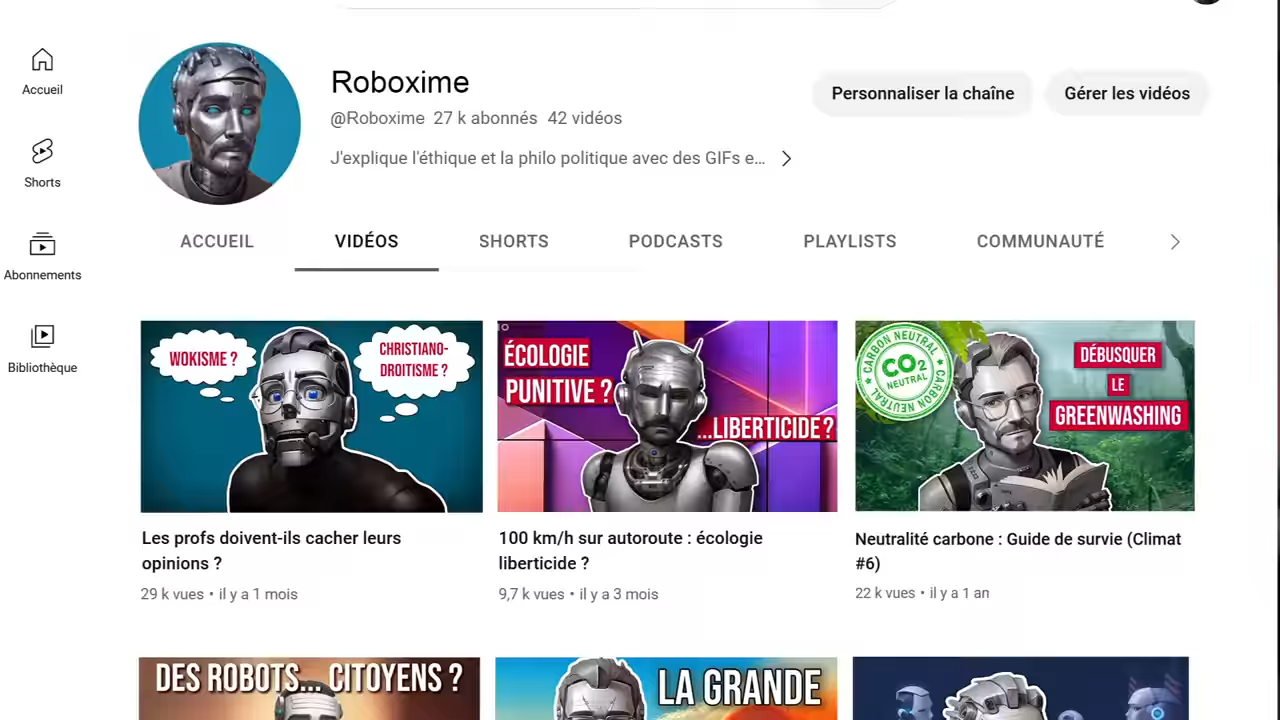 Roboxime
@Roboxime 27 k abonnés 42 vidéos
J'explique l'éthique et la philo politique avec des GIFs e...
Personnaliser la chaîne
Gérer les vidéos
Accueil
Shorts
Abonnements
Bibliothèque
ACCUEIL
VIDÉOS
SHORTS
PODCASTS
PLAYLISTS
COMMUNAUTÉ
WOKISME ?
CHRISTIANO-
DROITISME ?
Les profs doivent-ils cacher leurs
opinions ?
29 k vues • il y a 1 mois
ÉCOLOGIE
PUNITIVE ?
...LIBERTICIDE ?
100 km/h sur autoroute : écologie
liberticide ?
9,7 k vues • il y a 3 mois
CARBON NEUTRAL
CO2
NEUTRAL
CARBON NEUTRAL
DÉBUSQUER
LE
GREENWASHING
Neutralité carbone : Guide de survie (Climat
#6)
22 k vues • il y a 1 an
DES ROBOTS... CITOYENS ?
LA GRANDE